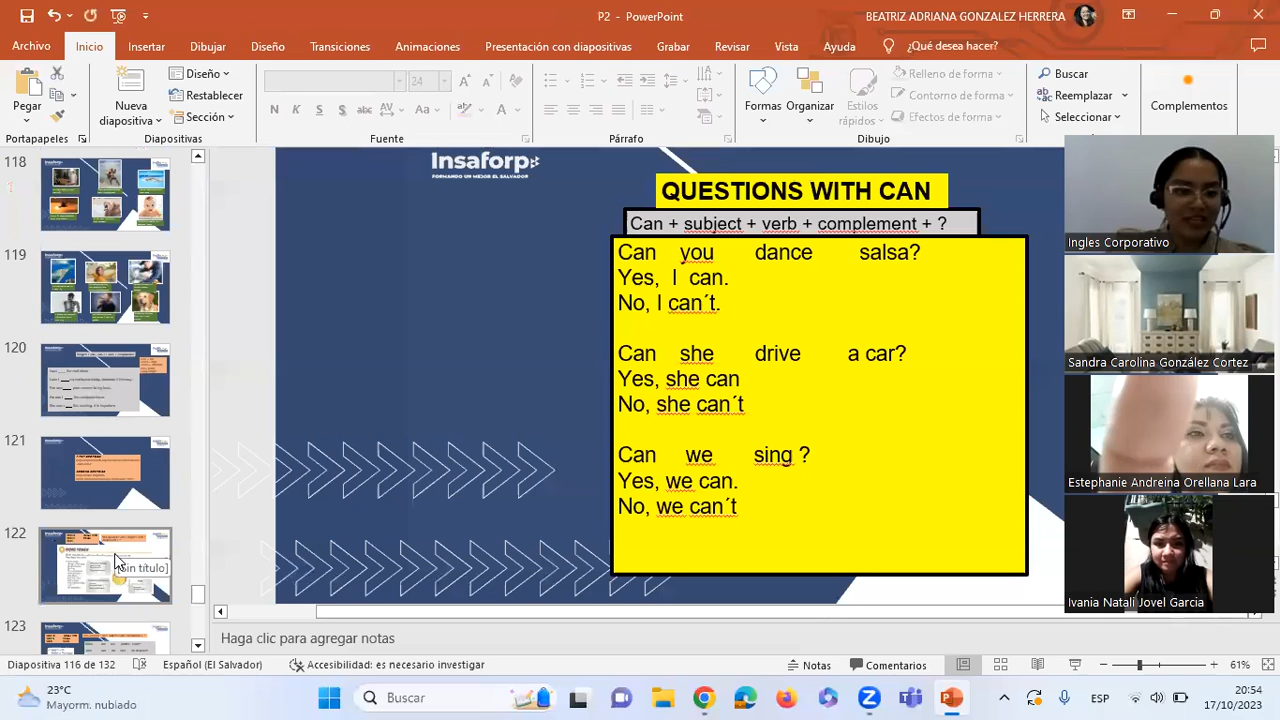 P2 - PowerPoint
BEATRIZ ADRIANA GONZALEZ HERRERA
Archivo Inicio Insertar Dibujar Diseño Transiciones Animaciones Presentación con diapositivas Grabar Revisar Vista Ayuda ¿Qué desea hacer?
Pegar
Portapapeles
Nueva
diapositiva
Diseño
Restablecer
Sección
Diapositivas
24
N K S abc AV Aa
Fuente
Párrafo
Formas
Organizar
Estilos
rápidos
Relleno de forma
Contorno de forma
Efectos de forma
Dibujo
Buscar
Reemplazar
Seleccionar
Complementos
118
119
120
121
122
[Sin título]
123
Insaforp
FORMANDO UN MEJOR EL SALVADOR
QUESTIONS WITH CAN
Can + subject + verb + complement + ?
Can you dance salsa?
Yes, I can.
No, I can´t.
Can she drive a car?
Yes, she can
No, she can´t
Can we sing ?
Yes, we can.
No, we can´t
Ingles Corporativo
Sandra Carolina González Cortez
Estephanie Andreina Orellana Lara
Ivania Natali Jovel Garcia
Haga clic para agregar notas
Diapositiva 116 de 132 Español (El Salvador) Accesibilidad: es necesario investigar Notas Comentarios 61%
23°C
Mayorm. nublado
Buscar
ESP
20:54
17/10/2023